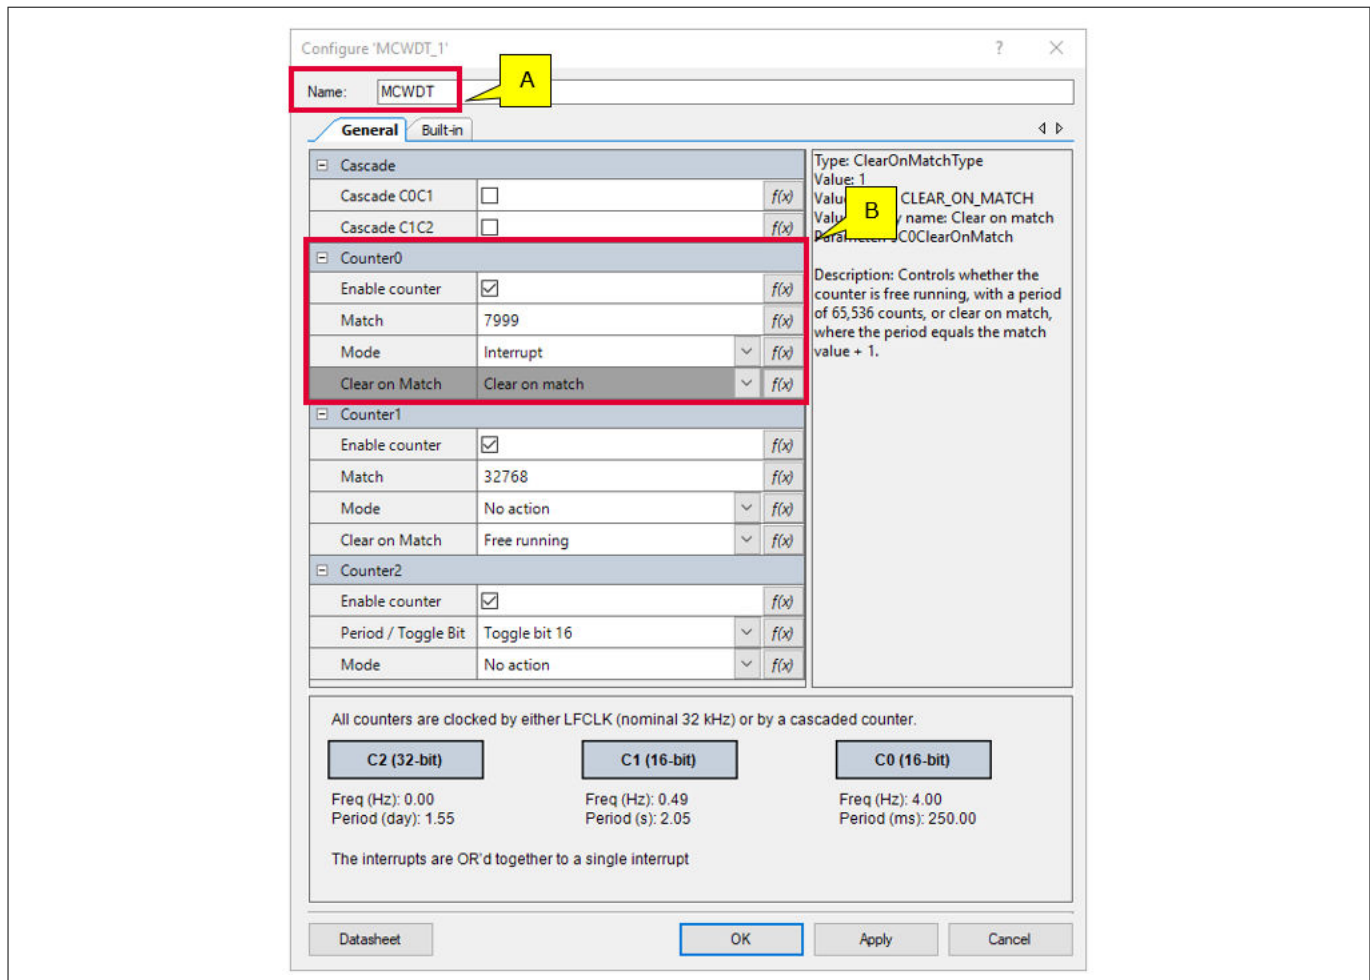 Configure 'MCWDT_1'
?
Name: MCWDT
A
General Built-in
Cascade
Cascade C0C1 f(x)
Cascade C1C2 f(x)
Counter0
Enable counter f(x)
Match 7999 f(x)
Mode Interrupt f(x)
Clear on Match Clear on match f(x)
Counter1
Enable counter f(x)
Match 32768 f(x)
Mode No action f(x)
Clear on Match Free running f(x)
Counter2
Enable counter f(x)
Period / Toggle Bit Toggle bit 16 f(x)
Mode No action f(x)
Type: ClearOnMatchType
Value: 1
CLEAR_ON_MATCH
B
name: Clear on match
C0ClearOnMatch
Description: Controls whether the
counter is free running, with a period
of 65,536 counts, or clear on match,
where the period equals the match
value + 1.
All counters are clocked by either LFCLK (nominal 32 kHz) or by a cascaded counter.
C2 (32-bit) C1 (16-bit) C0 (16-bit)
Freq (Hz): 0.00 Freq (Hz): 0.49 Freq (Hz): 4.00
Period (day): 1.55 Period (s): 2.05 Period (ms): 250.00
The interrupts are OR'd together to a single interrupt
Datasheet OK Apply Cancel